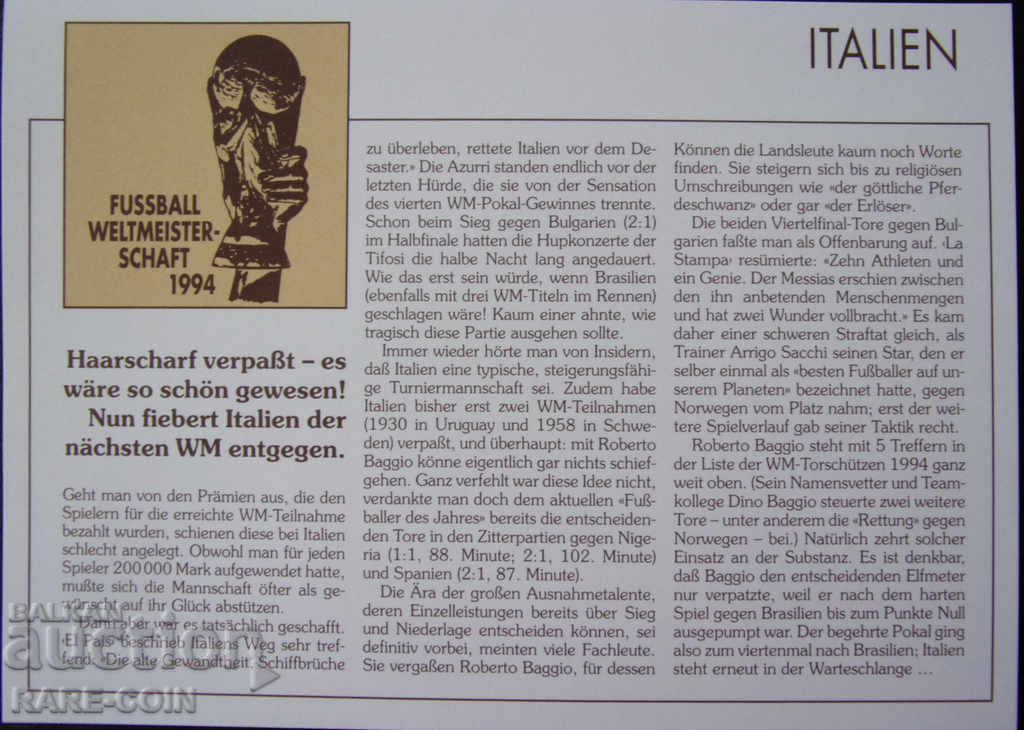 ITALIEN
FUSSBALL
WELTMEISTER-
SCHAFT
1994
Haarscharf verpaßt – es
wäre so schön gewesen!
Nun fiebert Italien der
nächsten WM entgegen.
Geht man von den Prämien aus, die den
Spielern für die erreichte WM-Teilnahme
bezahlt wurden, schienen diese bei Italien
schlecht angelegt. Obwohl man für jeden
Spieler 200 000 Mark aufgewendet hatte,
mußte sich die Mannschaft öfter als ge-
wünscht auf ihr Glück abstützen.
Dann aber war es tatsächlich geschafft.
‹El País› beschrieb Italiens Weg sehr tref-
fend: «Die alte Gewandtheit, Schiffbrüche
zu überleben, rettete Italien vor dem De-
saster.» Die Azurri standen endlich vor der
letzten Hürde, die sie von der Sensation
des vierten WM-Pokal-Gewinnes trennte.
Schon beim Sieg gegen Bulgarien (2:1)
im Halbfinale hatten die Hupkonzerte der
Tifosi die halbe Nacht lang angedauert.
Wie das erst sein würde, wenn Brasilien
(ebenfalls mit drei WM-Titeln im Rennen)
geschlagen wäre! Kaum einer ahnte, wie
tragisch diese Partie ausgehen sollte.
Immer wieder hörte man von Insidern,
daß Italien eine typische, steigerungsfähi-
ge Turniermannschaft sei. Zudem habe
Italien bisher erst zwei WM-Teilnahmen
(1930 in Uruguay und 1958 in Schwe-
den) verpaßt, und überhaupt: mit Roberto
Baggio könne eigentlich gar nichts schief-
gehen. Ganz verfehlt war diese Idee nicht,
verdankte man doch dem aktuellen «Fuß-
baller des Jahres» bereits die entscheiden-
den Tore in den Zitterpartien gegen Nige-
ria (1:1, 88. Minute; 2:1, 102. Minute)
und Spanien (2:1, 87. Minute).
Die Ära der großen Ausnahmetalente,
deren Einzelleistungen bereits über Sieg
und Niederlage entscheiden können, sei
definitiv vorbei, meinten viele Fachleute.
Sie vergaßen Roberto Baggio, für dessen
Können die Landsleute kaum noch Worte
finden. Sie steigern sich bis zu religiösen
Umschreibungen wie «der göttliche Pfer-
deschwanz» oder gar «der Erlöser».
Die beiden Viertelfinal-Tore gegen Bul-
garien faßte man als Offenbarung auf. ‹La
Stampa› resümierte: «Zehn Athleten und
ein Genie. Der Messias erschien zwischen
den ihn anbetenden Menschenmengen
und hat zwei Wunder vollbracht.» Es kam
daher einer schweren Straftat gleich, als
Trainer Arrigo Sacchi seinen Star, den er
selber einmal als «besten Fußballer auf un-
serem Planeten» bezeichnet hatte, gegen
Norwegen vom Platz nahm; erst der wei-
tere Spielverlauf gab seiner Taktik recht.
Roberto Baggio steht mit 5 Treffern in
der Liste der WM-Torschützen 1994 ganz
weit oben. (Sein Namensvetter und Team-
kollege Dino Baggio steuerte zwei weitere
Tore – unter anderem die «Rettung» gegen
Norwegen – bei.) Natürlich zehrt solcher
Einsatz an der Substanz. Es ist denkbar,
daß Baggio den entscheidenden Elfmeter
nur verpatzte, weil er nach dem harten
Spiel gegen Brasilien bis zum Punkte Null
ausgepumpt war. Der begehrte Pokal ging
also zum viertenmal nach Brasilien; Italien
steht erneut in der Warteschlange ...
BALKAN
auction
RARE-COIN